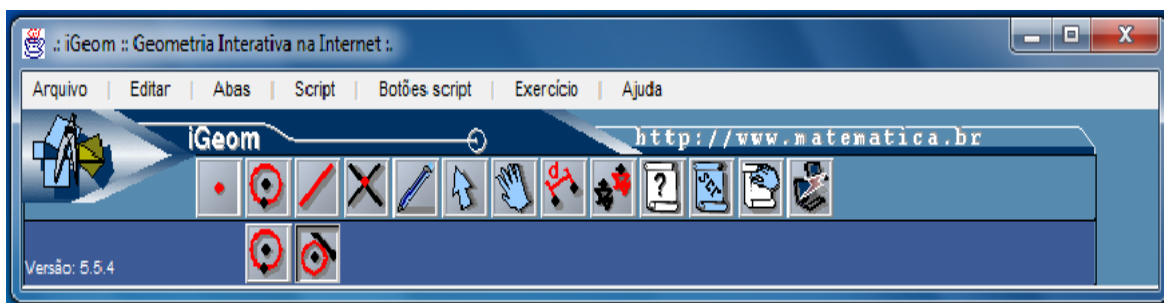 .: iGeom :: Geometria Interativa na Internet :.
Arquivo | Editar | Abas | Script | Botões script | Exercício | Ajuda
iGeom http://www.matematica.br
d
?
Versão: 5.5.4